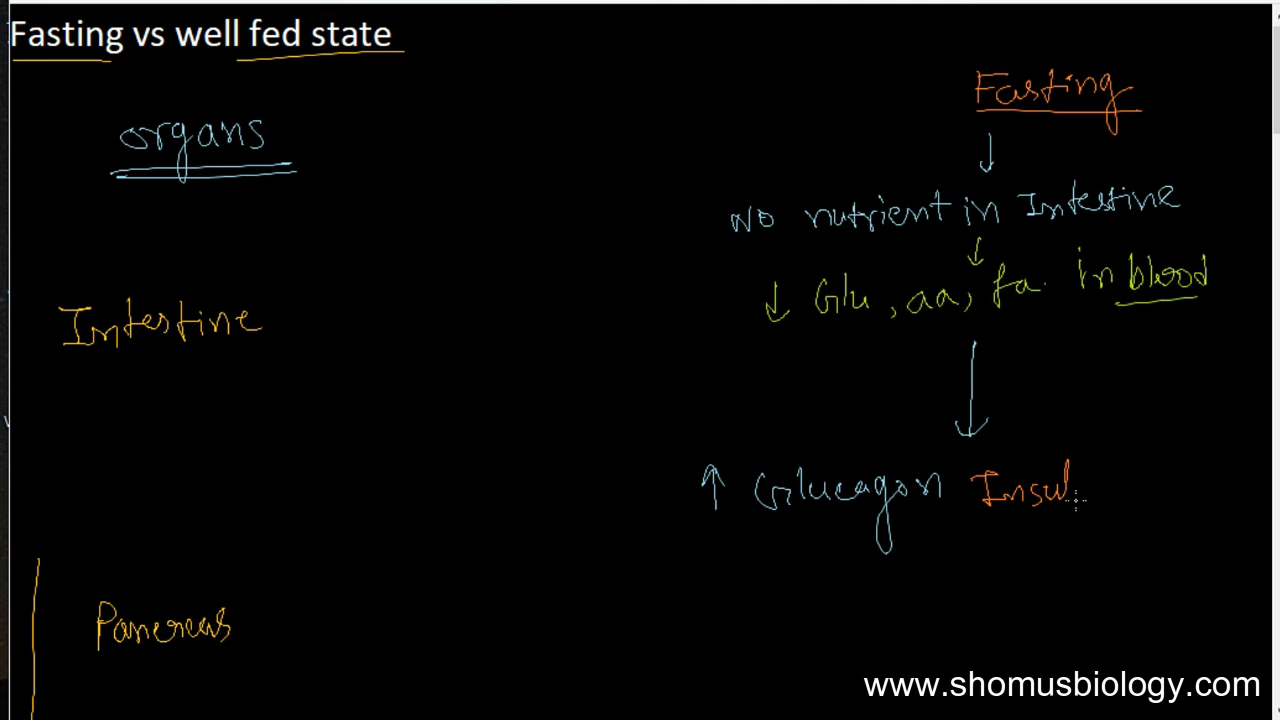 Fasting vs well fed state
Fasting
organs
↓
No nutrient in Intestine
↓
↓ Glu, aa, fa. in blood
Intestine
↓
↑ Glucagon Insul
Pancreas
www.shomusbiology.com